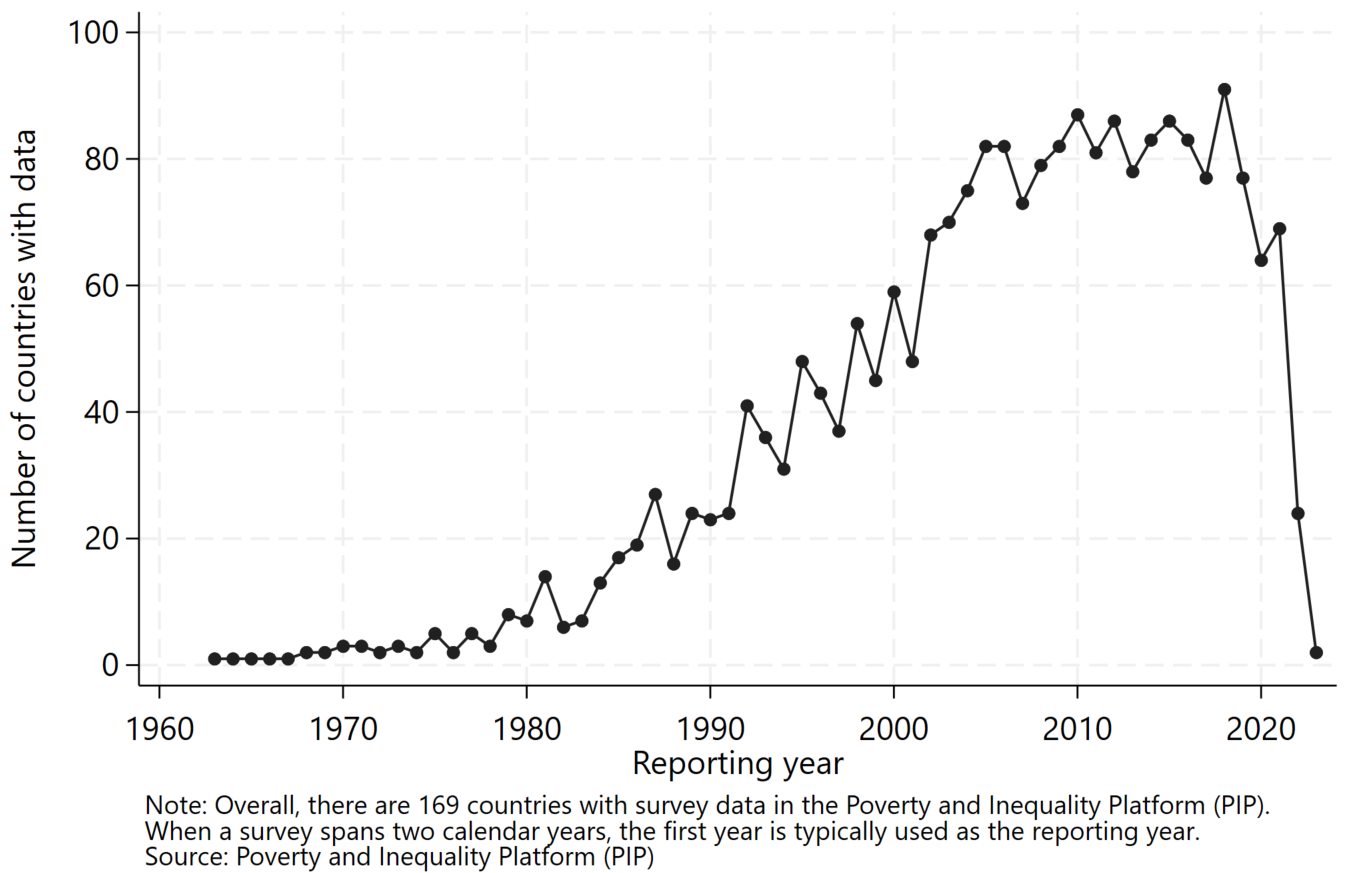 100
80
60
40
20
0
Number of countries with data
1960 1970 1980 1990 2000 2010 2020
Reporting year
Note: Overall, there are 169 countries with survey data in the Poverty and Inequality Platform (PIP).
When a survey spans two calendar years, the first year is typically used as the reporting year.
Source: Poverty and Inequality Platform (PIP)